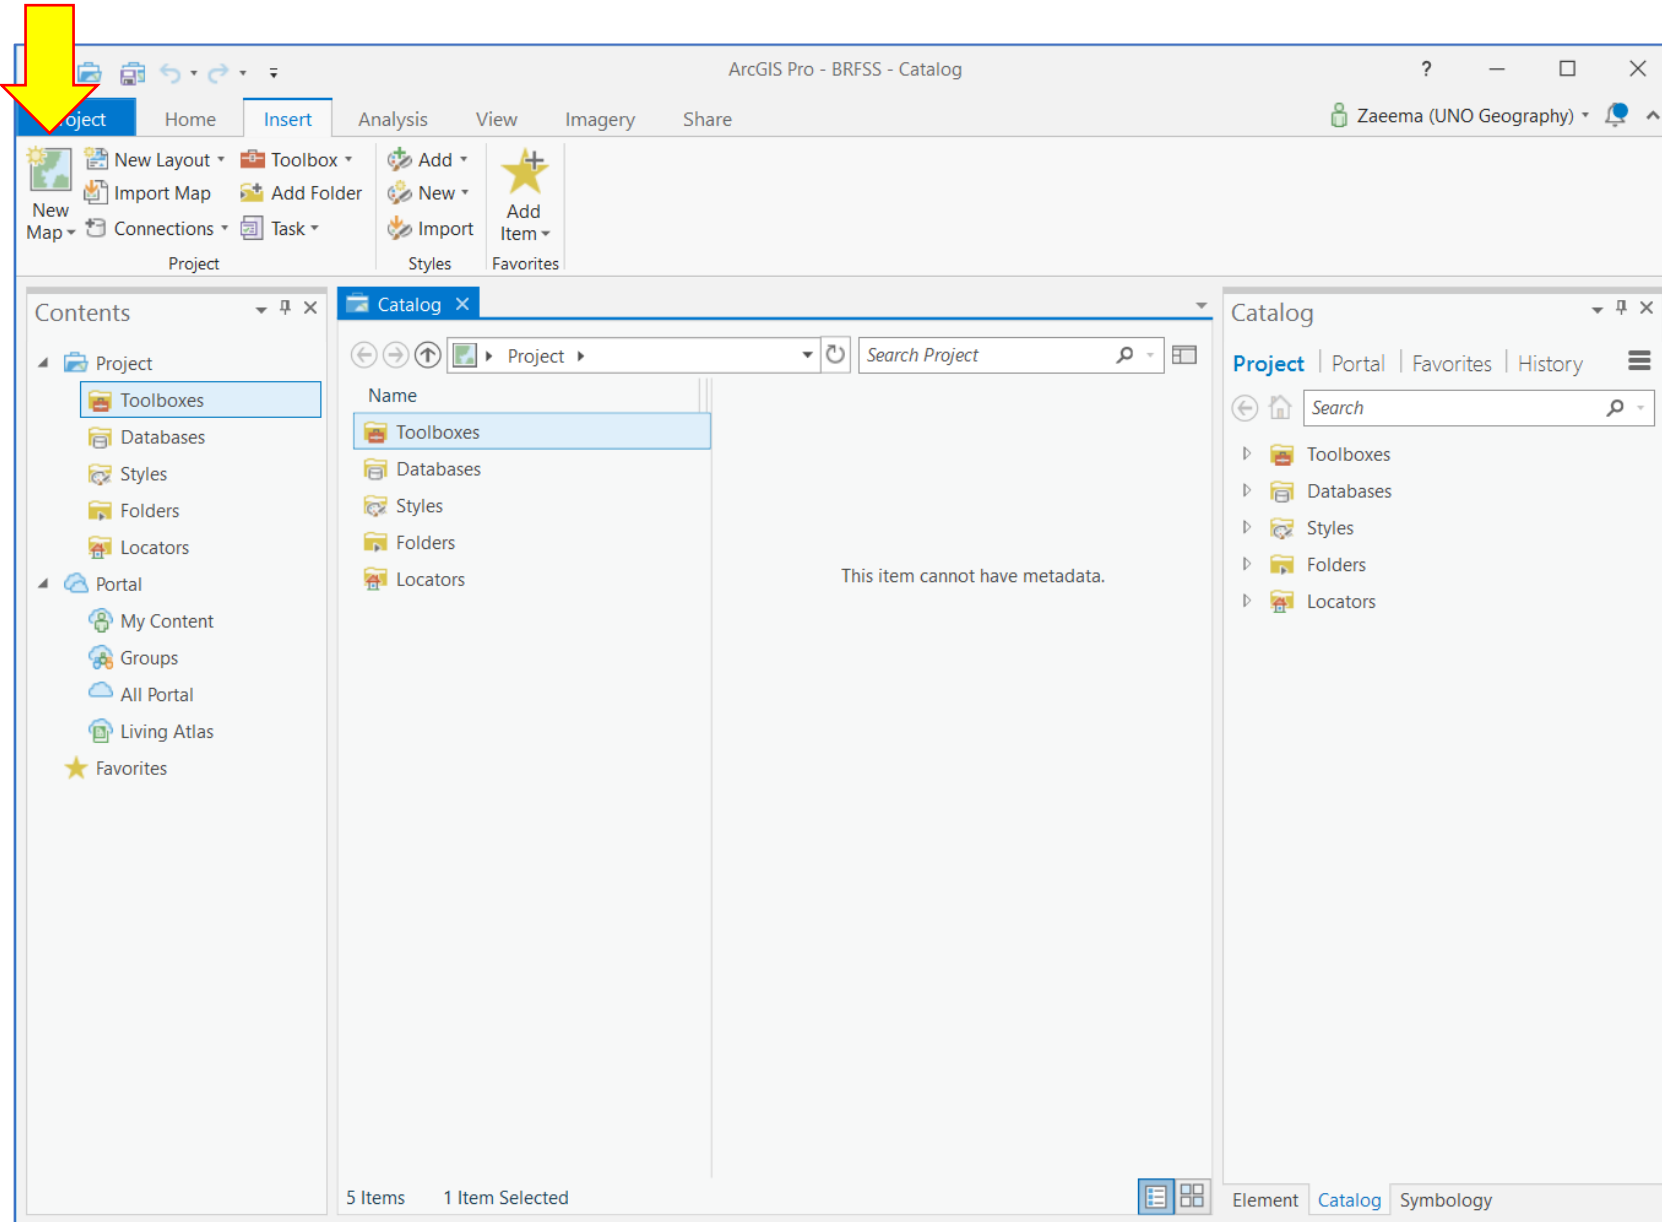 ArcGIS Pro - BRFSS - Catalog
?
oject Home Insert Analysis View Imagery Share
Zaeema (UNO Geography)
New Map
New Layout
Import Map
Connections
Toolbox
Add Folder
Task
Project
Add
New
Import
Styles
Add Item
Favorites
Contents
Project
Toolboxes
Databases
Styles
Folders
Locators
Portal
My Content
Groups
All Portal
Living Atlas
Favorites
Catalog
Project
Search Project
Name
Toolboxes
Databases
Styles
Folders
Locators
This item cannot have metadata.
5 Items 1 Item Selected
Catalog
Project Portal Favorites History
Search
Toolboxes
Databases
Styles
Folders
Locators
Element Catalog Symbology